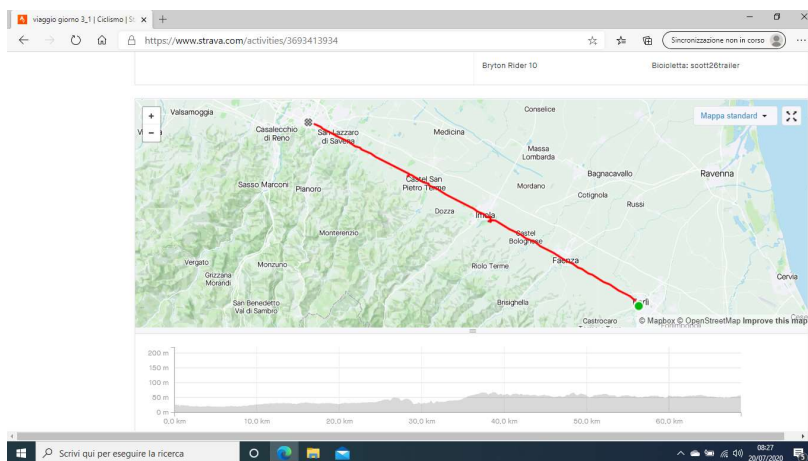 viaggio giorno 3_1 | Ciclismo | St
https://www.strava.com/activities/3693413934
Sincronizzazione non in corso
Bryton Rider 10
Bicicletta: scott26trailer
Valsamoggia
Conselice
Mappa standard
Casalecchio
di Reno
San Lazzaro
di Savena
Medicina
Massa
Lombarda
Bagnacavallo
Ravenna
Castel San
Pietro Terme
Sasso Marconi
Pianoro
Mordano
Cotignola
Russi
Dozza
Imola
Monterenzio
Castel
Bolognese
Vergato
Monzuno
Riolo Terme
Faenza
Cervia
Grizzana
Morandi
San Benedetto
Val di Sambro
Brisighella
Forlì
Castrocaro
© Mapbox © OpenStreetMap Improve this map
200 m
150 m
100 m
50 m
0 m
0,0 km
10,0 km
20,0 km
30,0 km
40,0 km
50,0 km
60,0 km
Scrivi qui per eseguire la ricerca
08:27
20/07/2020